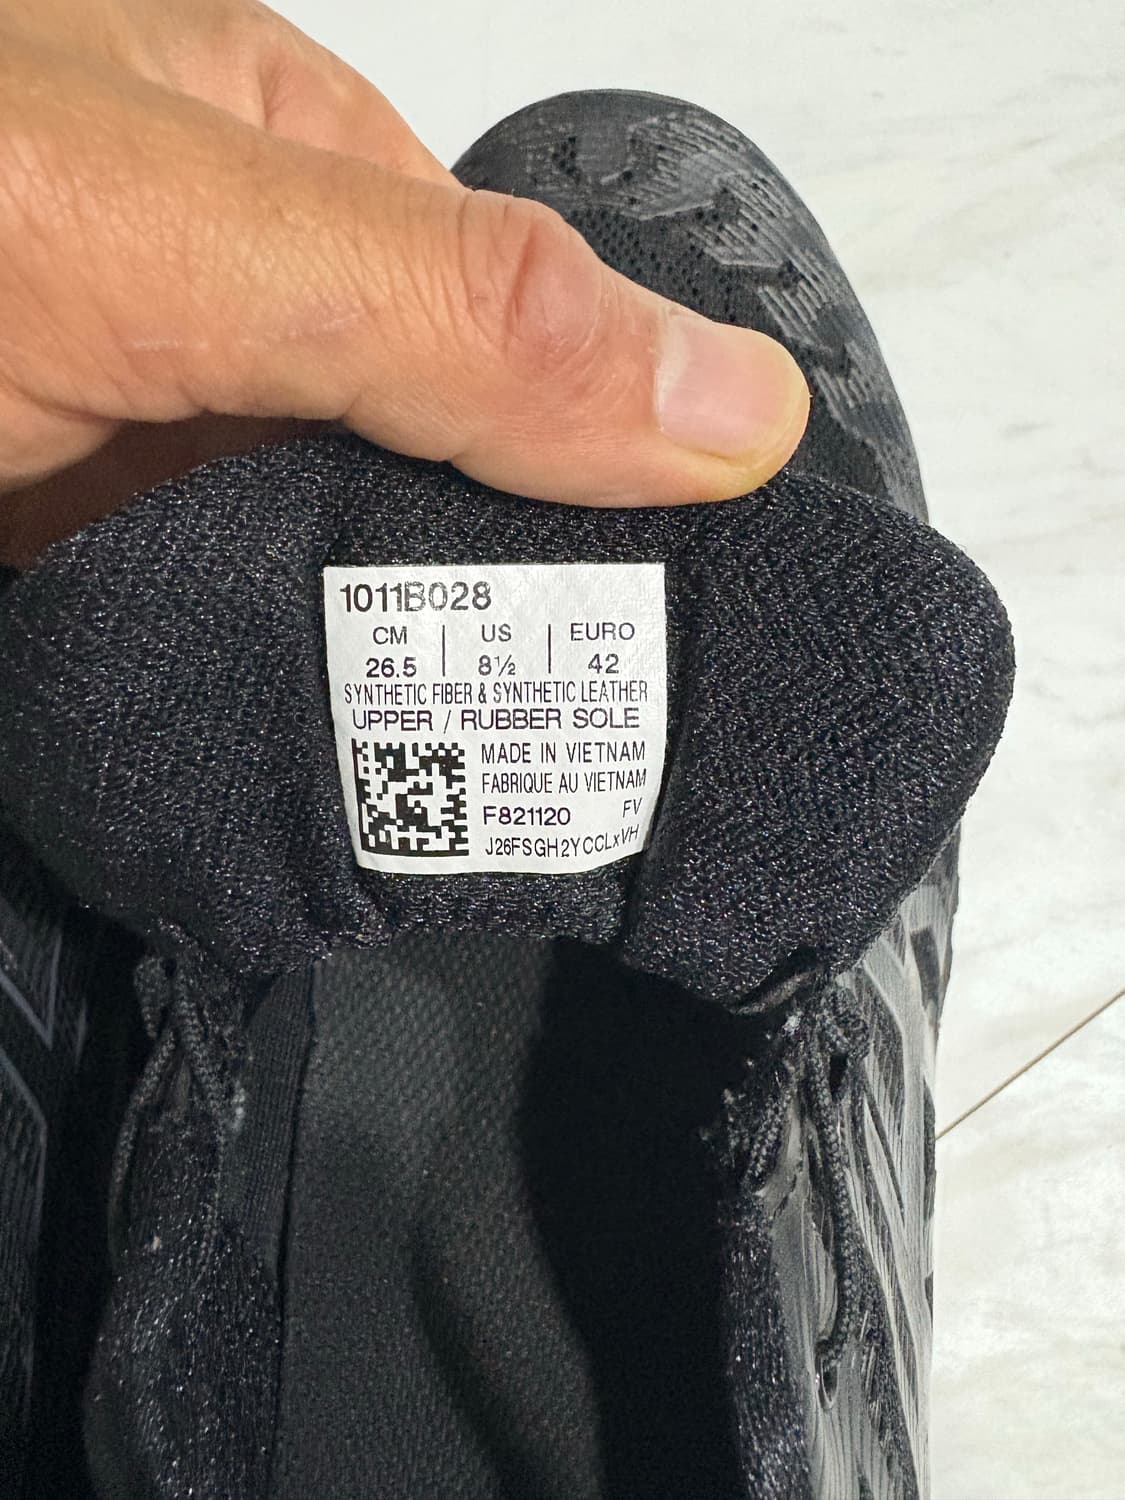 1011B028
CM | US | EURO
26.5 | 8½ | 42
SYNTHETIC FIBER & SYNTHETIC LEATHER
UPPER / RUBBER SOLE
MADE IN VIETNAM
FABRIQUE AU VIETNAM
F821120 FV
J26FSGH2YCCLxVH